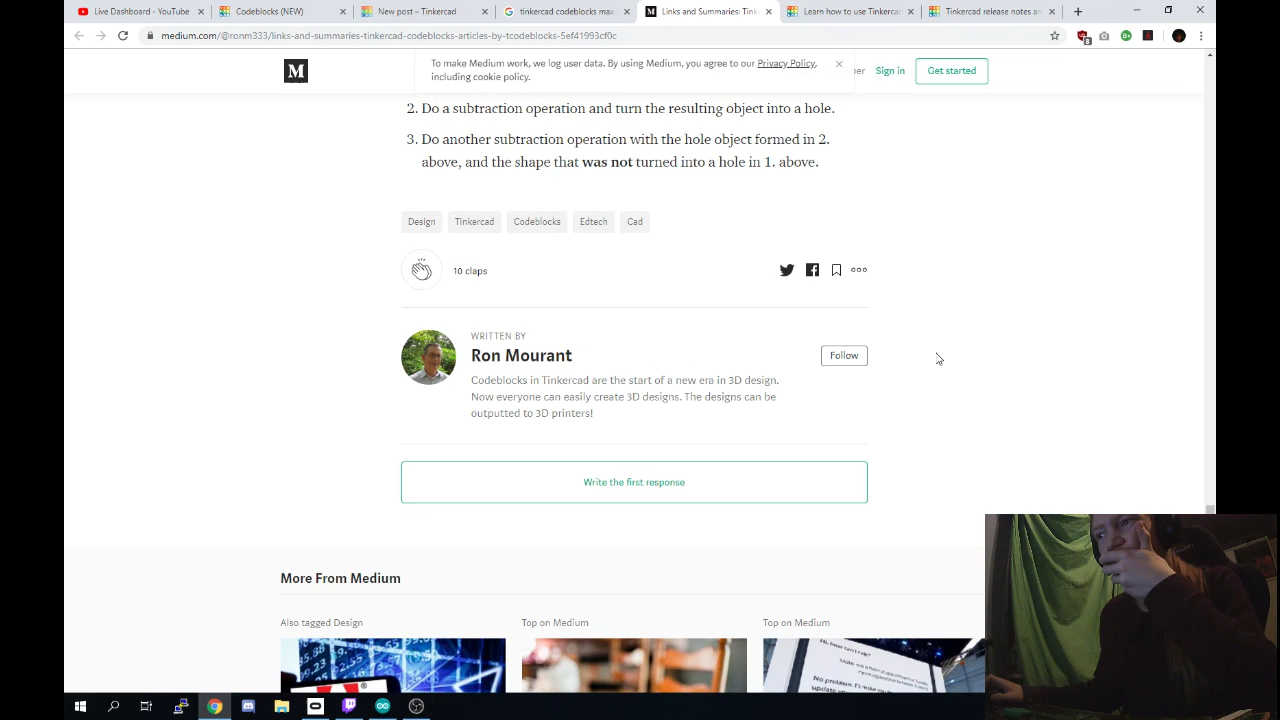 Live Dashboard - YouTube
Codeblocks (NEW)
New post – Tinkercad
tinkercad codeblocks max
Links and Summaries: Tink
Learn how to use Tinkercad
Tinkercad release notes an
medium.com/@ronm333/links-and-summaries-tinkercad-codeblocks-articles-by-tcodeblocks-5ef41993cf0c
M
To make Medium work, we log user data. By using Medium, you agree to our Privacy Policy,
including cookie policy.
Sign in
Get started
2. Do a subtraction operation and turn the resulting object into a hole.
3. Do another subtraction operation with the hole object formed in 2.
above, and the shape that was not turned into a hole in 1. above.
Design
Tinkercad
Codeblocks
Edtech
Cad
10 claps
WRITTEN BY
Ron Mourant
Follow
Codeblocks in Tinkercad are the start of a new era in 3D design.
Now everyone can easily create 3D designs. The designs can be
outputted to 3D printers!
Write the first response
More From Medium
Also tagged Design
Top on Medium
Top on Medium
No problem.